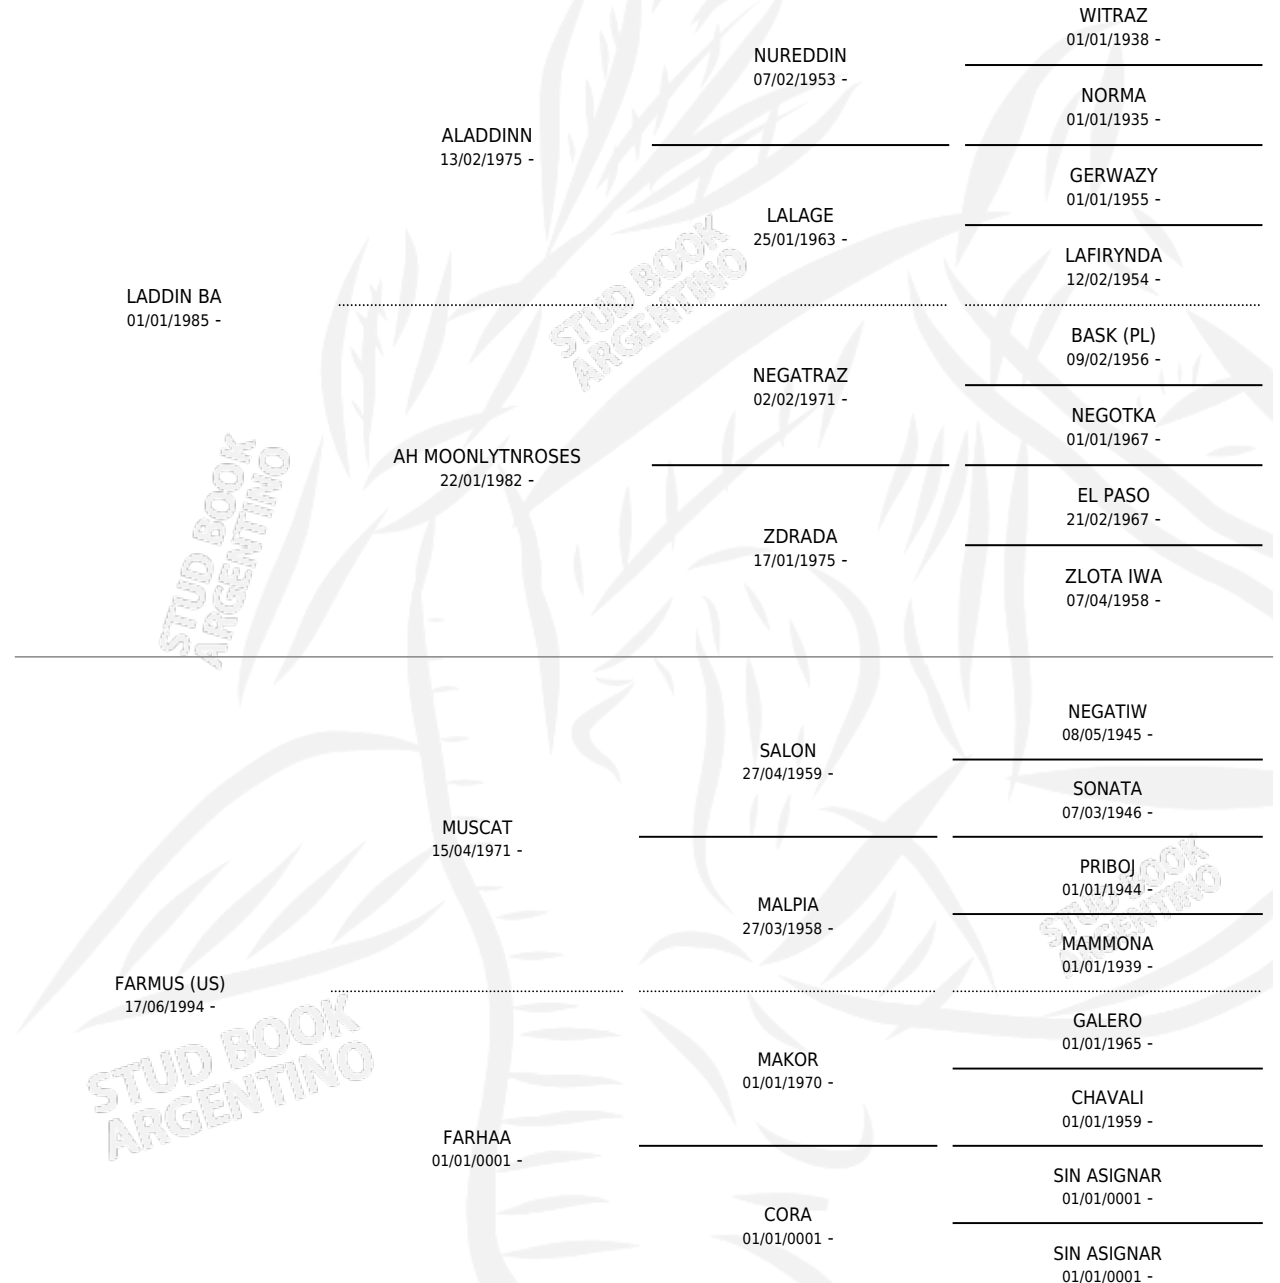 WITRAZ
01/01/1938 -
NUREDDIN
07/02/1953 -
NORMA
01/01/1935 -
ALADDINN
13/02/1975 -
GERWAZY
01/01/1955 -
LALAGE
25/01/1963 -
LAFIRYNDA
12/02/1954 -
LADDIN BA
01/01/1985 -
BASK (PL)
09/02/1956 -
NEGATRAZ
02/02/1971 -
NEGOTKA
01/01/1967 -
AH MOONLYTNROSES
22/01/1982 -
EL PASO
21/02/1967 -
ZDRADA
17/01/1975 -
ZLOTA IWA
07/04/1958 -
STUD BOOK
ARGENTINO
STUD BOOK
ARGENTINO
NEGATIW
08/05/1945 -
SALON
27/04/1959 -
SONATA
07/03/1946 -
MUSCAT
15/04/1971 -
PRIBOJ
01/01/1944 -
MALPIA
27/03/1958 -
MAMMONA
01/01/1939 -
STUD BOOK
ARGENTINO
FARMUS (US)
17/06/1994 -
GALERO
01/01/1965 -
MAKOR
01/01/1970 -
CHAVALI
01/01/1959 -
STUD BOOK
ARGENTINO
FARHAA
01/01/0001 -
SIN ASIGNAR
01/01/0001 -
CORA
01/01/0001 -
SIN ASIGNAR
01/01/0001 -